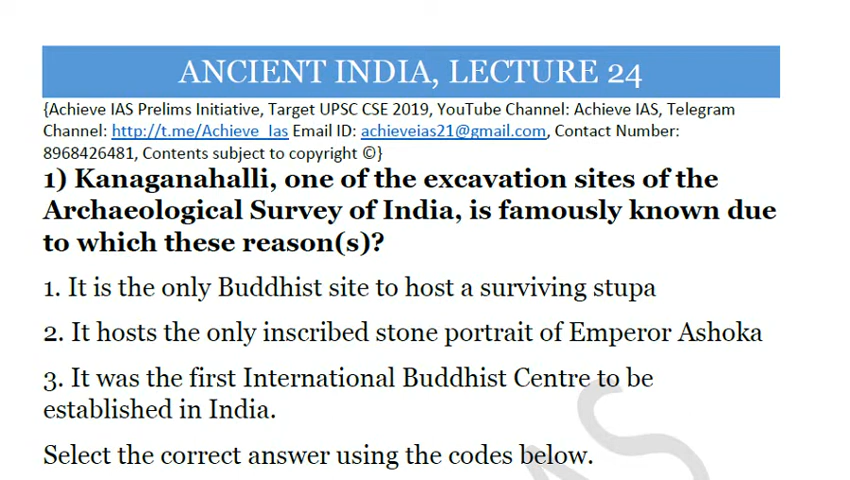 ANCIENT INDIA, LECTURE 24
{Achieve IAS Prelims Initiative, Target UPSC CSE 2019, YouTube Channel: Achieve IAS, Telegram
Channel: http://t.me/Achieve_Ias Email ID: achieveias21@gmail.com, Contact Number:
8968426481, Contents subject to copyright ©}
1) Kanaganahalli, one of the excavation sites of the
Archaeological Survey of India, is famously known due
to which these reason(s)?
1. It is the only Buddhist site to host a surviving stupa
2. It hosts the only inscribed stone portrait of Emperor Ashoka
3. It was the first International Buddhist Centre to be
established in India.
Select the correct answer using the codes below.